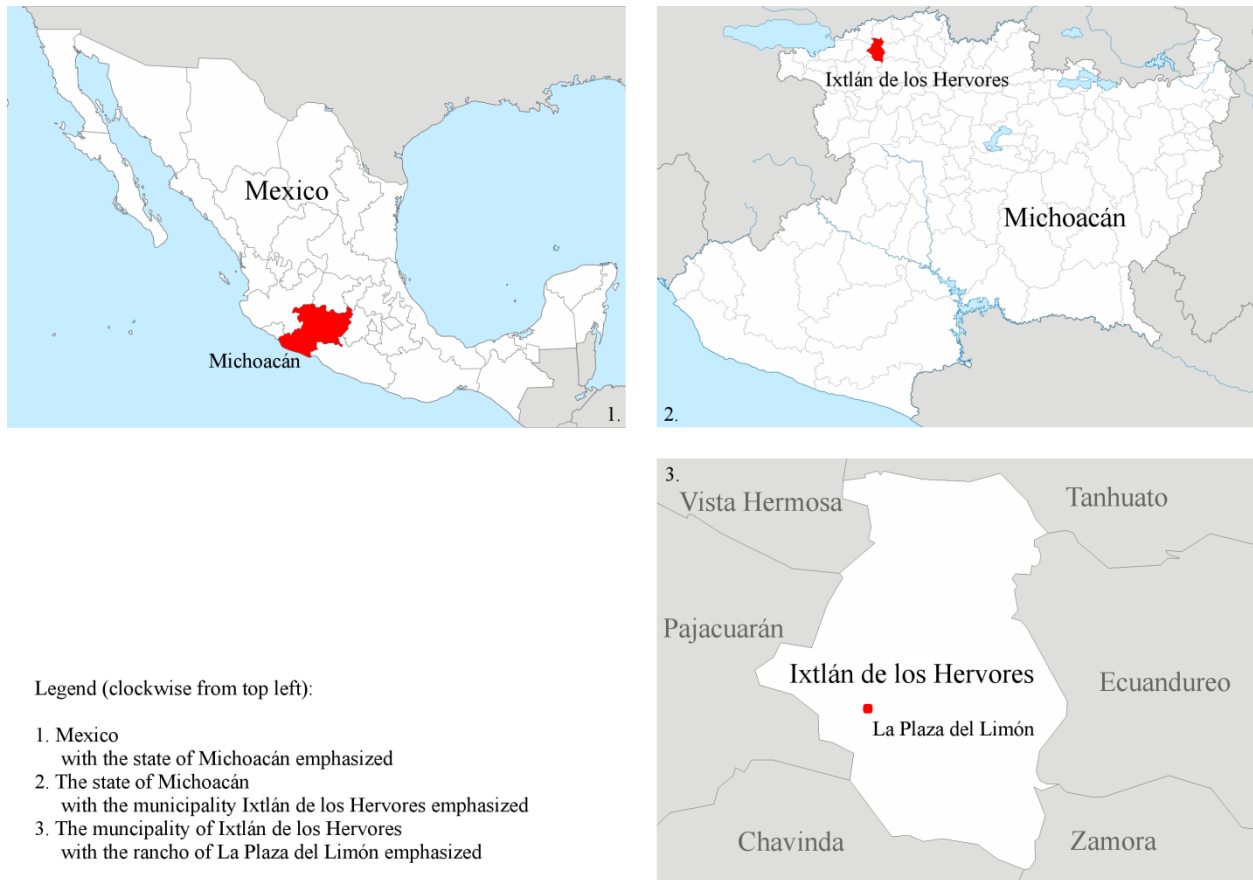 Mexico
Michoacán
1.
Ixtlán de los Hervores
Michoacán
2.
3.
Vista Hermosa
Tanhuato
Pajacuarán
Ixtlán de los Hervores
Ecuandureo
La Plaza del Limón
Chavinda
Zamora
Legend (clockwise from top left):
1. Mexico
with the state of Michoacán emphasized
2. The state of Michoacán
with the municipality Ixtlán de los Hervores emphasized
3. The muncipality of Ixtlán de los Hervores
with the rancho of La Plaza del Limón emphasized